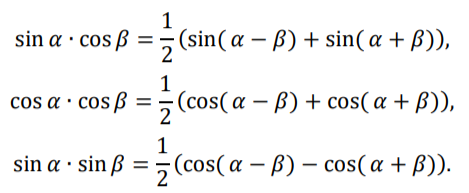 sin α · cos β = 1/2 (sin( α − β) + sin( α + β)),
cos α · cos β = 1/2 (cos( α − β) + cos( α + β)),
sin α · sin β = 1/2 (cos( α − β) − cos( α + β)).